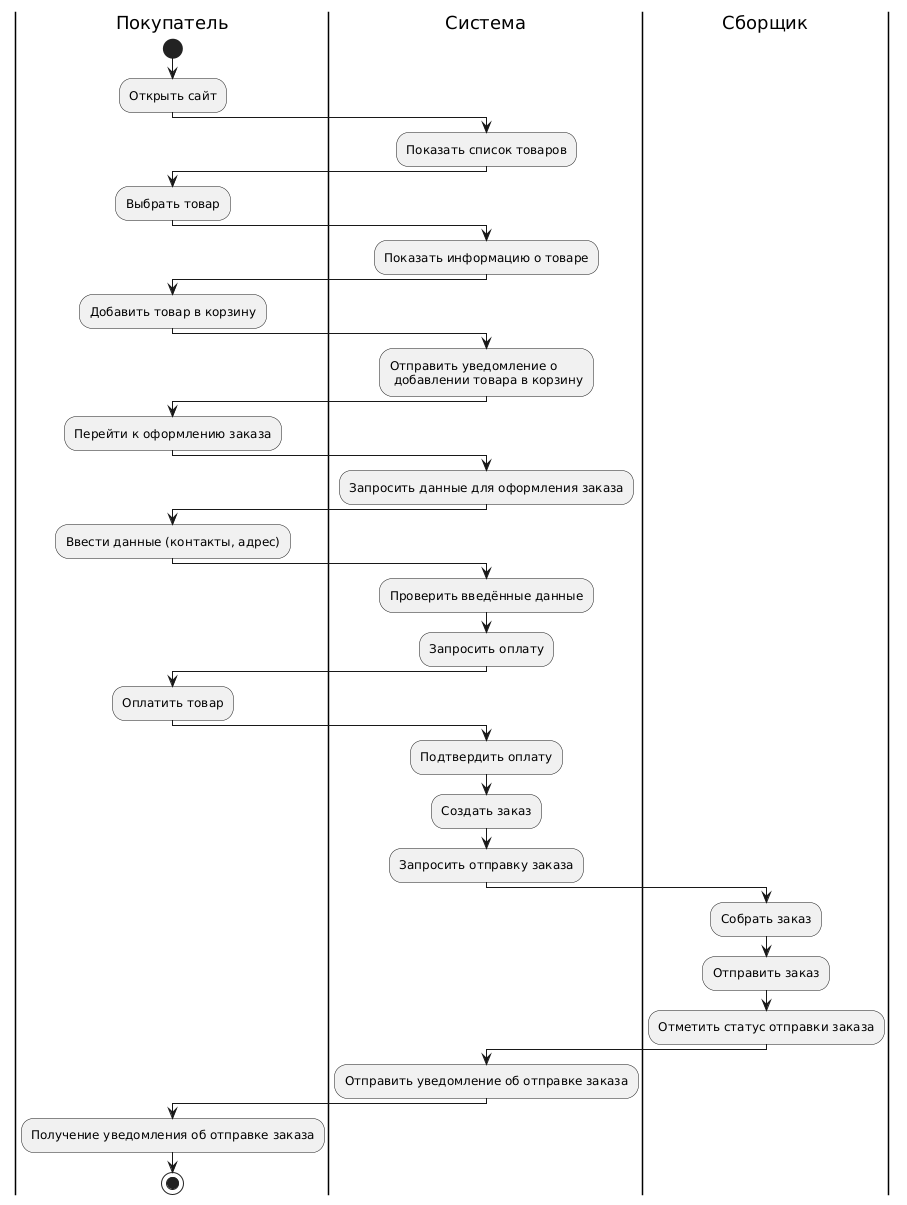 Покупатель
Система
Сборщик
Открыть сайт
Показать список товаров
Выбрать товар
Показать информацию о товаре
Добавить товар в корзину
Отправить уведомление о
добавлении товара в корзину
Перейти к оформлению заказа
Запросить данные для оформления заказа
Ввести данные (контакты, адрес)
Проверить введённые данные
Запросить оплату
Оплатить товар
Подтвердить оплату
Создать заказ
Запросить отправку заказа
Собрать заказ
Отправить заказ
Отметить статус отправки заказа
Отправить уведомление об отправке заказа
Получение уведомления об отправке заказа